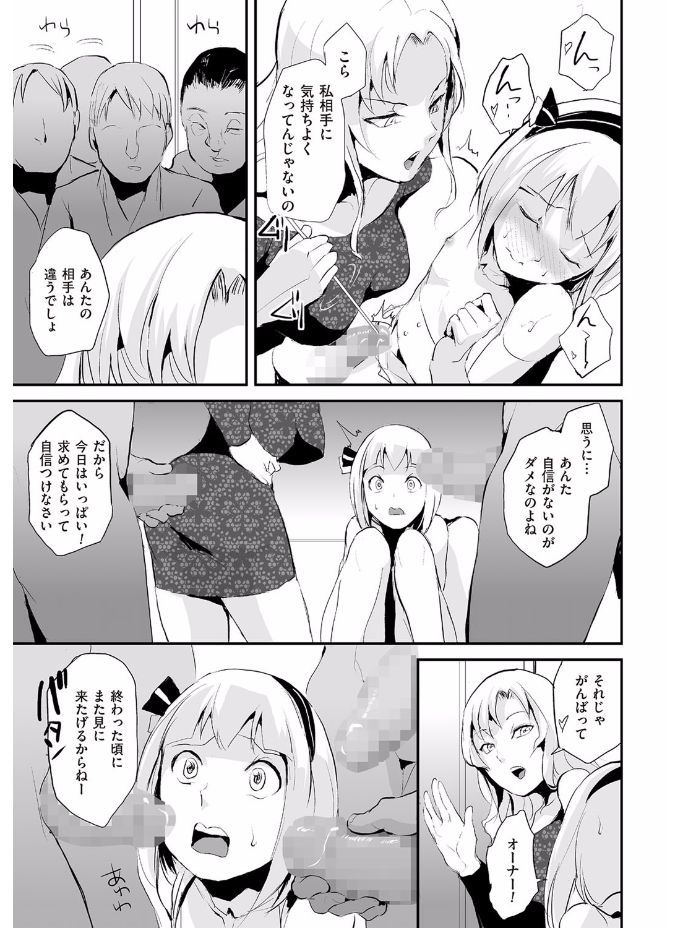 こら
私相手に
気持ちよく
なってんじゃないの
んっ
んっ
んー
わら
わら
あんたの
相手は
違うでしょ
思うに…
あんた
自信がないのが
ダメなのよね
だから
今日はいっぱい!
求めてもらって
自信つけなさい
それじゃ
がんばって
オーナー!
バタン
終わった頃に
また見に
来たげるからねー
あわわ